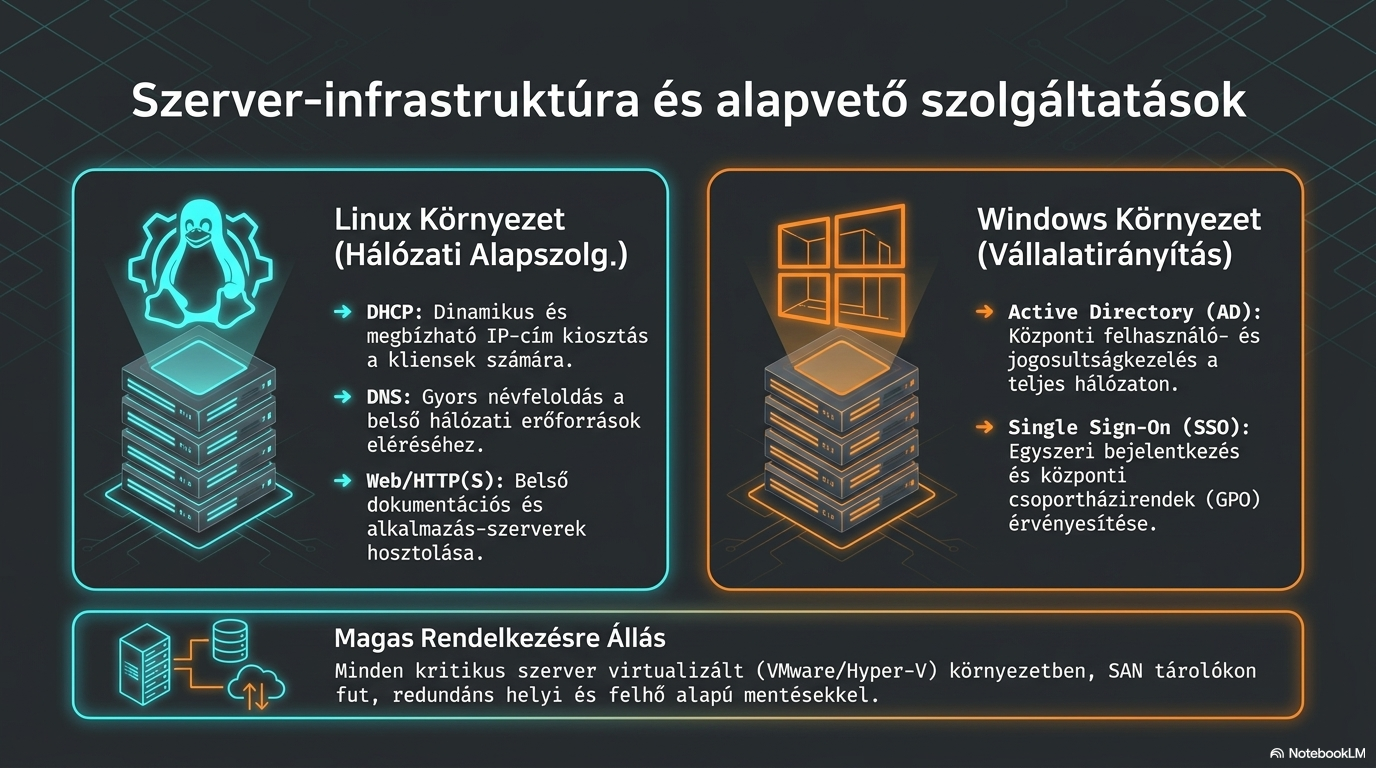 Szerver-infrastruktúra és alapvető szolgáltatások
Linux Környezet
(Hálózati Alapszolg.)
→ DHCP: Dinamikus és
megbízható IP-cím kiosztás
a kliensek számára.
→ DNS: Gyors névfeloldás a
belső hálózati erőforrások
eléréséhez.
→ Web/HTTP(S): Belső
dokumentációs és
alkalmazás-szerverek
hosztolása.
Windows Környezet
(Vállalatirányítás)
→ Active Directory (AD):
Központi felhasználó- és
jogosultságkezelés a
teljes hálózaton.
→ Single Sign-On (SSO):
Egyszeri bejelentkezés
és központi
csoportházirendek (GPO)
érvényesítése.
Magas Rendelkezésre Állás
Minden kritikus szerver virtualizált (VMware/Hyper-V) környezetben, SAN tárolókon
fut, redundáns helyi és felhő alapú mentésekkel.
NotebookLM